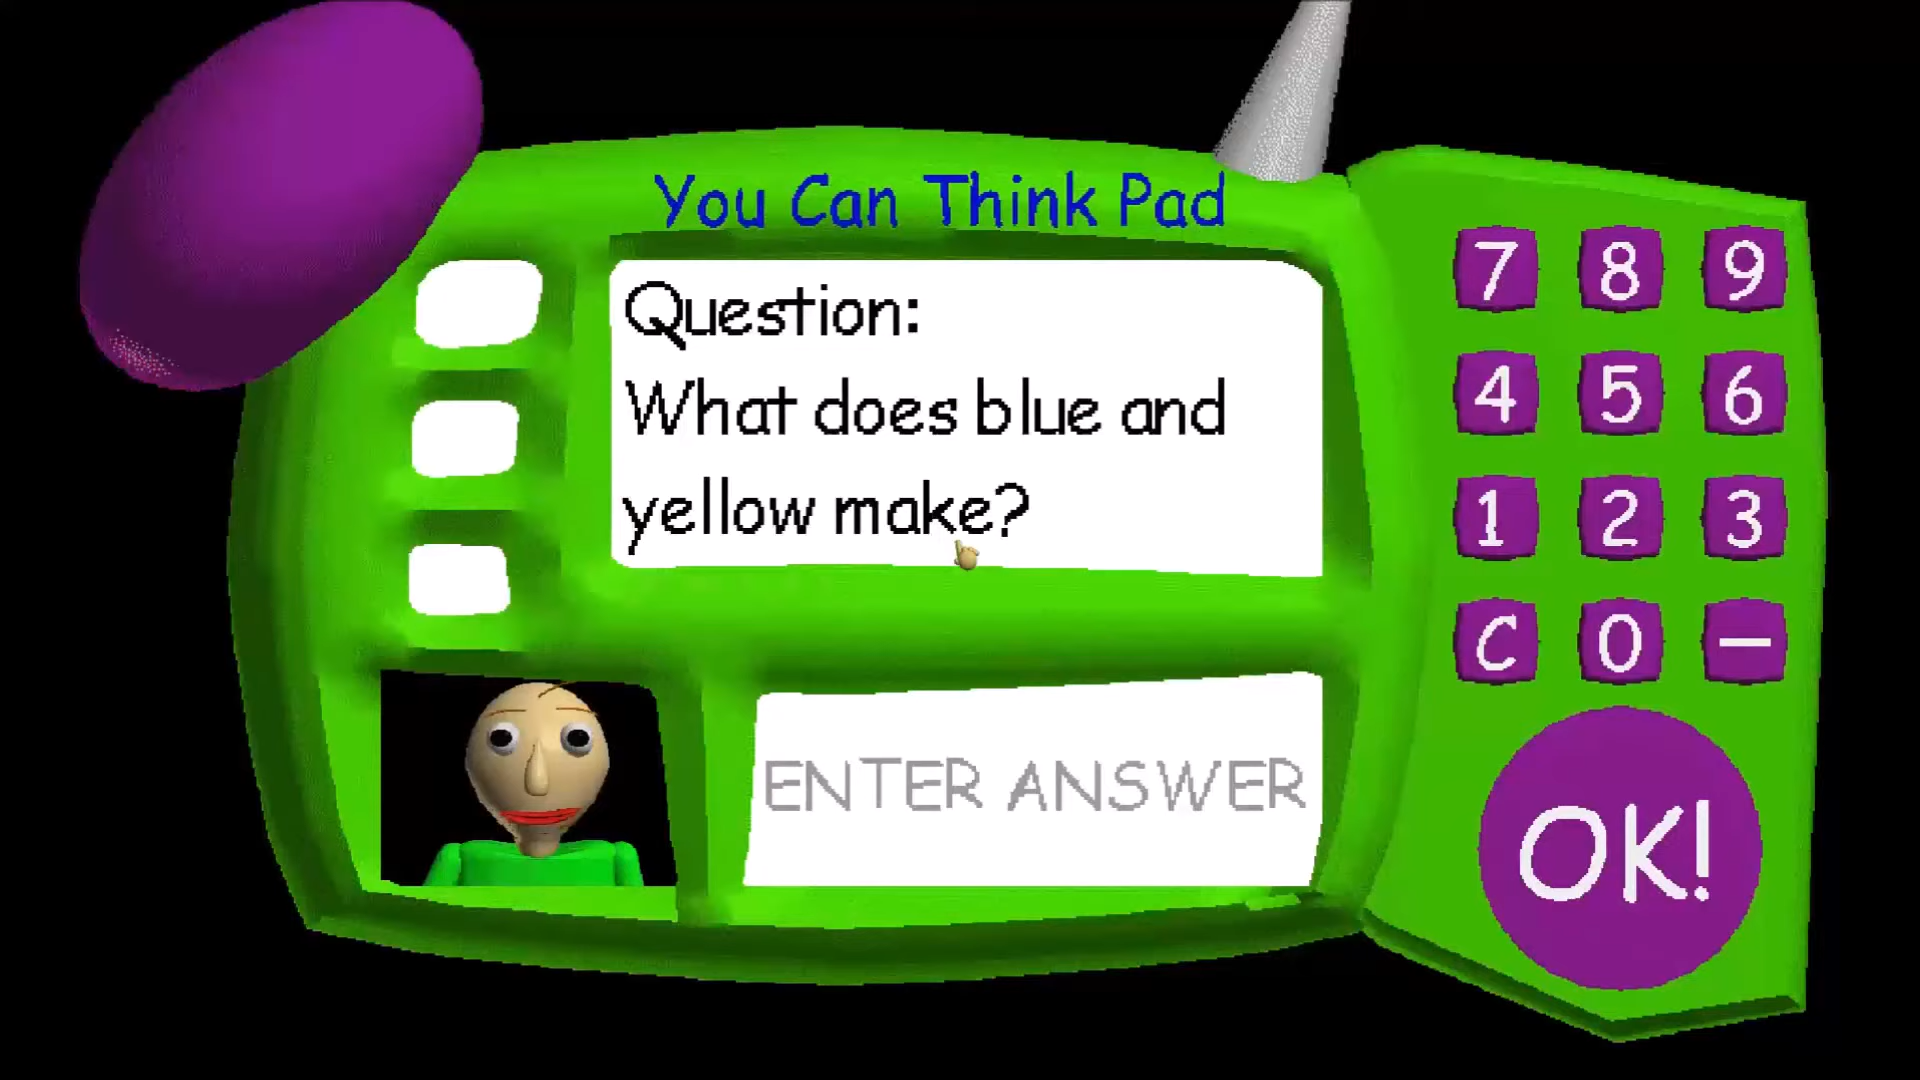 You Can Think Pad
Question:
What does blue and
yellow make?
ENTER ANSWER
7 8 9
4 5 6
1 2 3
C 0 −
OK!